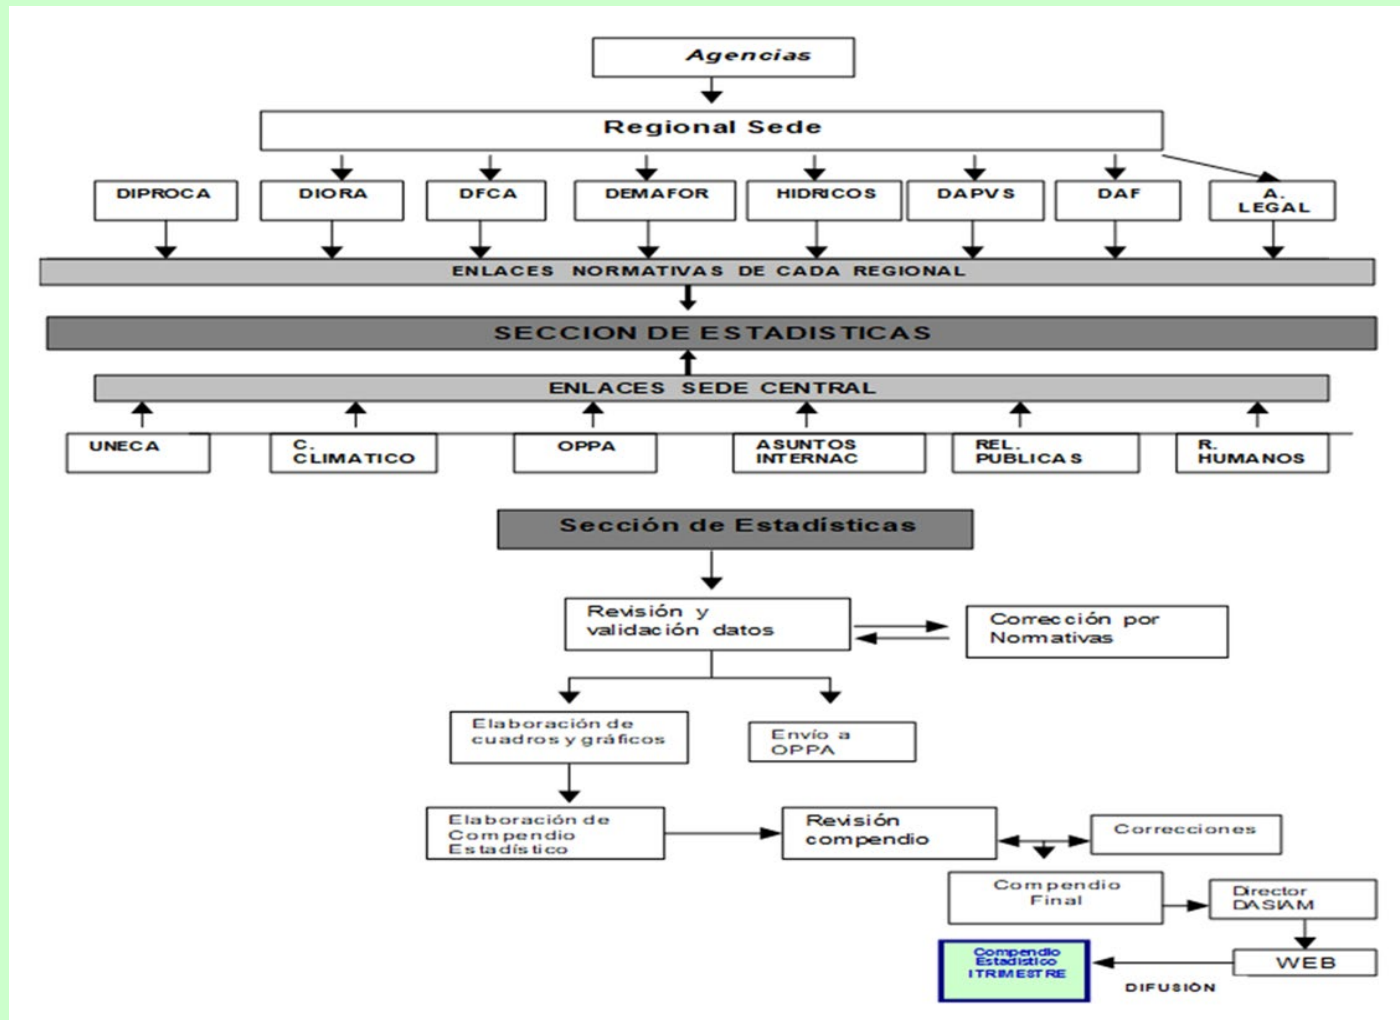 Agencias
Regional Sede
DIPROCA
DIORA
DFCA
DEMAFOR
HIDRICOS
DAPVS
DAF
A.
LEGAL
ENLACES NORMATIVAS DE CADA REGIONAL
SECCION DE ESTADISTICAS
ENLACES SEDE CENTRAL
UNECA
C.
CLIMATICO
OPPA
ASUNTOS
INTERNAC
REL.
PUBLICAS
R.
HUMANOS
Sección de Estadísticas
Revisión y
validación datos
Corrección por
Normativas
Elaboración de
cuadros y gráficos
Envío a
OPPA
Elaboración de
Compendio
Estadístico
Revisión
compendio
Correcciones
Compendio
Final
Director
DASIAM
Compendio
Estadístico
I TRIMESTRE
WEB
DIFUSIÓN